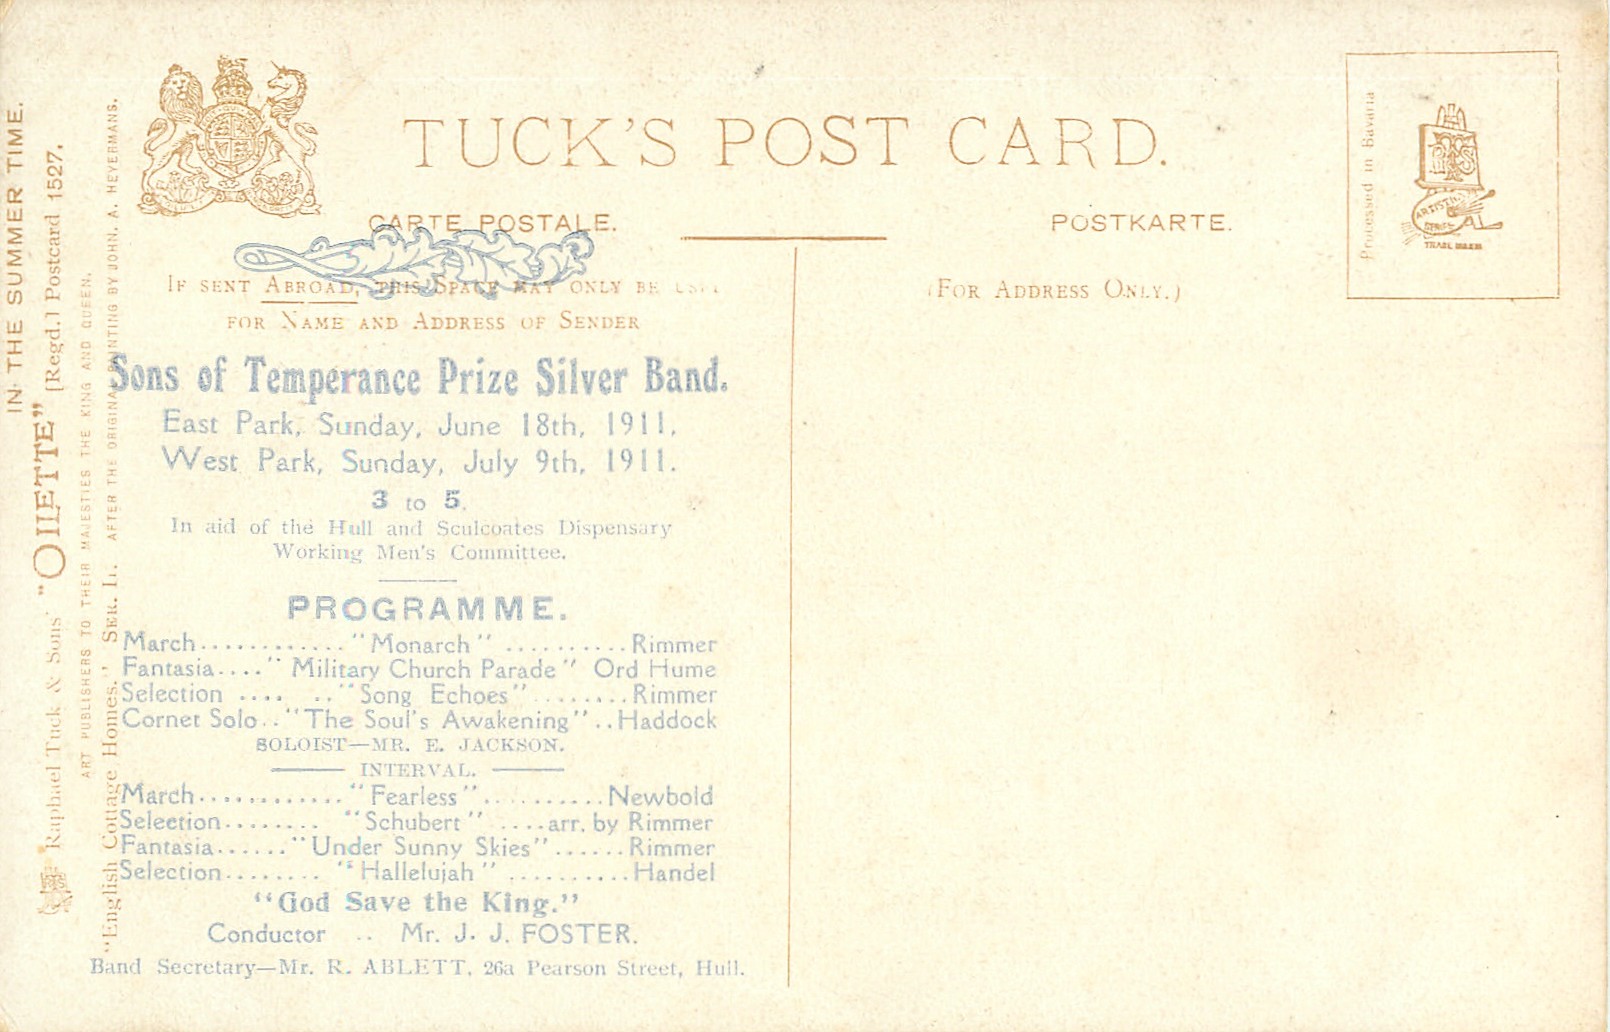 TUCK'S POST CARD.
CARTE POSTALE.
POSTKARTE.
IF SENT ABROAD, THIS SPACE MAY ONLY BE USED
FOR NAME AND ADDRESS OF SENDER
(FOR ADDRESS ONLY.)
Processed in Bavaria
ARTISTIC
SERIES
TRADE MARK
IN THE SUMMER TIME.
Raphael Tuck & Sons' "OILETTE" [Regd.] Postcard 1527.
ART PUBLISHERS TO THEIR MAJESTIES THE KING AND QUEEN.
"English Cottage Homes." SER. II. AFTER THE ORIGINAL PAINTING BY JOHN. A. HEYERMANS.
Sons of Temperance Prize Silver Band.
East Park, Sunday, June 18th, 1911.
West Park, Sunday, July 9th, 1911.
3 to 5.
In aid of the Hull and Sculcoates Dispensary
Working Men's Committee.
PROGRAMME.
March............"Monarch"..........Rimmer
Fantasia...."Military Church Parade" Ord Hume
Selection .... .."Song Echoes"........Rimmer
Cornet Solo.."The Soul's Awakening"..Haddock
SOLOIST—MR. E. JACKSON.
INTERVAL.
March............"Fearless"..........Newbold
Selection........ "Schubert" ....arr. by Rimmer
Fantasia......"Under Sunny Skies"......Rimmer
Selection........ "Hallelujah" ..........Handel
"God Save the King."
Conductor .. Mr. J. J. FOSTER.
Band Secretary—Mr. R. ABLETT, 26a Pearson Street, Hull.